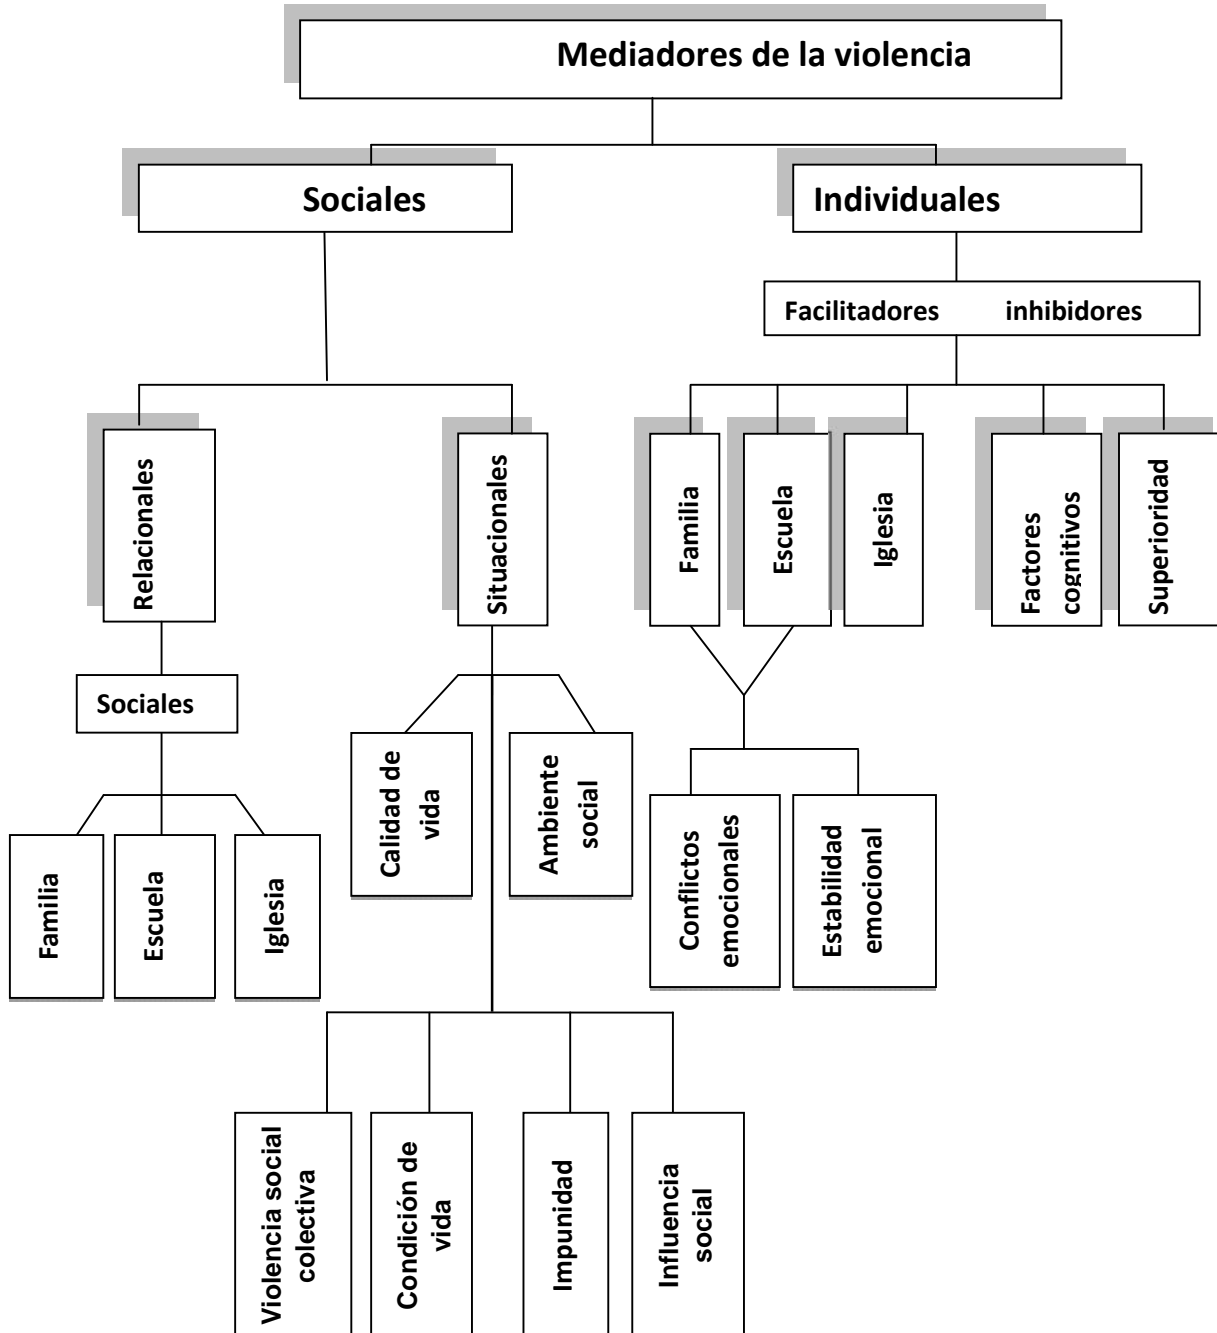 Mediadores de la violencia
Sociales
Individuales
Facilitadores inhibidores
Relacionales
Situacionales
Familia
Escuela
Iglesia
Factores
cognitivos
Superioridad
Sociales
Calidad de
vida
Ambiente
social
Conflictos
emocionales
Estabilidad
emocional
Familia
Escuela
Iglesia
Violencia social
colectiva
Condición de
vida
Impunidad
Influencia
social